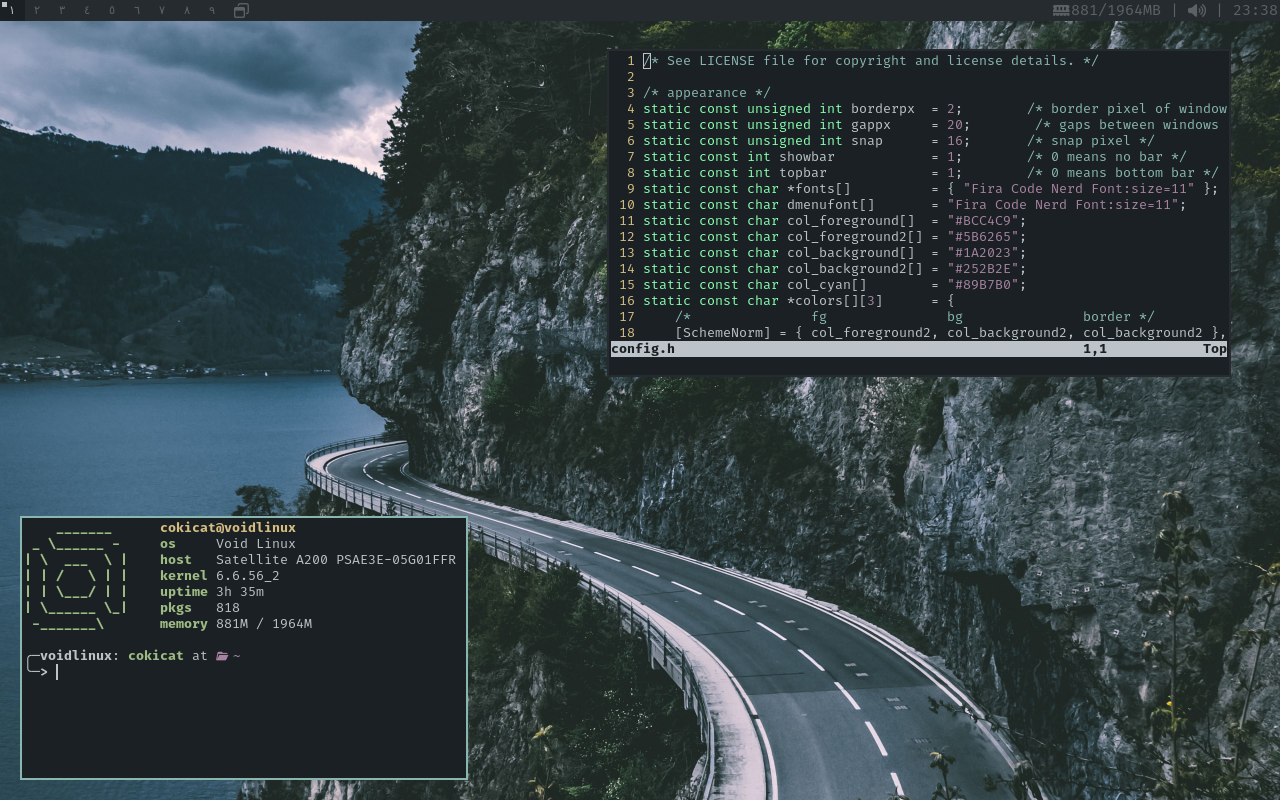 ١ ٢ ٣ ٤ ٥ ٦ ٧ ٨ ٩
881/1964MB | | 23:38
1 /* See LICENSE file for copyright and license details. */
2
3 /* appearance */
4 static const unsigned int borderpx  = 2;        /* border pixel of window
5 static const unsigned int gappx     = 20;        /* gaps between windows
6 static const unsigned int snap      = 16;       /* snap pixel */
7 static const int showbar            = 1;        /* 0 means no bar */
8 static const int topbar             = 1;        /* 0 means bottom bar */
9 static const char *fonts[]          = { "Fira Code Nerd Font:size=11" };
10 static const char dmenufont[]       = "Fira Code Nerd Font:size=11";
11 static const char col_foreground[]  = "#BCC4C9";
12 static const char col_foreground2[] = "#5B6265";
13 static const char col_background[]  = "#1A2023";
14 static const char col_background2[] = "#252B2E";
15 static const char col_cyan[]        = "#89B7B0";
16 static const char *colors[][3]      = {
17     /*               fg               bg               border */
18     [SchemeNorm] = { col_foreground2, col_background2, col_background2 },
config.h 1,1 Top
cokicat@voidlinux
os Void Linux
host Satellite A200 PSAE3E-05G01FFR
kernel 6.6.56_2
uptime 3h 35m
pkgs 818
memory 881M / 1964M
voidlinux: cokicat at ~
>